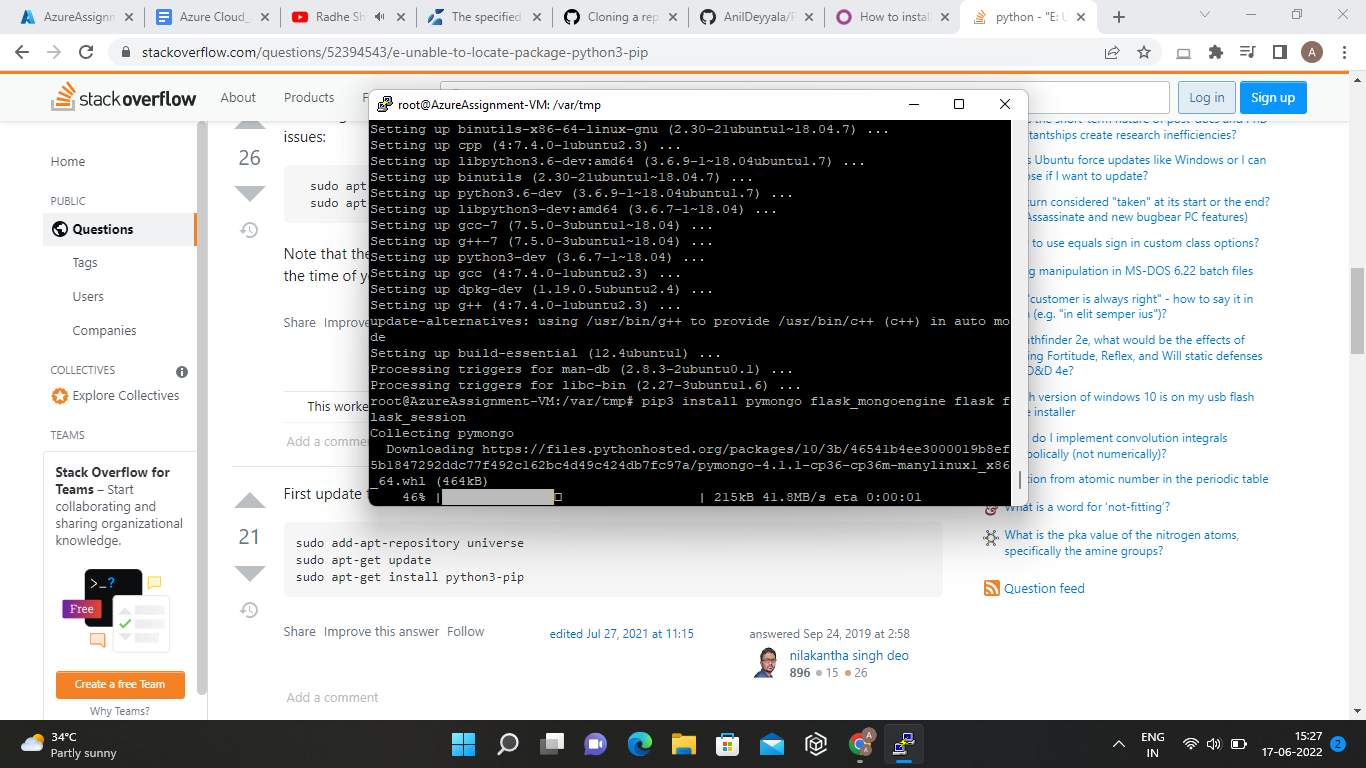 AzureAssignm
Azure Cloud_
Radhe Sh
The specified
Cloning a rep
AnilDeyyala/F
How to install
python - "E: U
stackoverflow.com/questions/52394543/e-unable-to-locate-package-python3-pip
A
stack overflow
About
Products
Log in
Sign up
Home
PUBLIC
Questions
Tags
Users
Companies
COLLECTIVES
Explore Collectives
TEAMS
Stack Overflow for
Teams – Start
collaborating and
sharing organizational
knowledge.
>_?
Free
Create a free Team
Why Teams?
26
issues:
sudo apt
sudo apt
Note that the
the time of y
Share Improve
This worke
Add a comme
root@AzureAssignment-VM: /var/tmp
Setting up binutils-x86-64-linux-gnu (2.30-21ubuntu1~18.04.7) ...
Setting up cpp (4:7.4.0-1ubuntu2.3) ...
Setting up libpython3.6-dev:amd64 (3.6.9-1~18.04ubuntu1.7) ...
Setting up binutils (2.30-21ubuntu1~18.04.7) ...
Setting up python3.6-dev (3.6.9-1~18.04ubuntu1.7) ...
Setting up libpython3-dev:amd64 (3.6.7-1~18.04) ...
Setting up gcc-7 (7.5.0-3ubuntu1~18.04) ...
Setting up g++-7 (7.5.0-3ubuntu1~18.04) ...
Setting up python3-dev (3.6.7-1~18.04) ...
Setting up gcc (4:7.4.0-1ubuntu2.3) ...
Setting up dpkg-dev (1.19.0.5ubuntu2.4) ...
Setting up g++ (4:7.4.0-1ubuntu2.3) ...
update-alternatives: using /usr/bin/g++ to provide /usr/bin/c++ (c++) in auto mo
de
Setting up build-essential (12.4ubuntu1) ...
Processing triggers for man-db (2.8.3-2ubuntu0.1) ...
Processing triggers for libc-bin (2.27-3ubuntu1.6) ...
root@AzureAssignment-VM:/var/tmp# pip3 install pymongo flask_mongoengine flask f
lask_session
Collecting pymongo
Downloading https://files.pythonhosted.org/packages/10/3b/46541b4ee3000019b8ef
5b1847292ddc77f492c162bc4d49c424db7fc97a/pymongo-4.1.1-cp36-cp36m-manylinux1_x86
_64.whl (464kB)
46% | | 215kB 41.8MB/s eta 0:00:01
First update t
21
sudo add-apt-repository universe
sudo apt-get update
sudo apt-get install python3-pip
Share Improve this answer Follow
edited Jul 27, 2021 at 11:15
answered Sep 24, 2019 at 2:58
nilakantha singh deo
896 15 26
Add a comment
the short-term nature of post-docs and PhD
stantships create research inefficiencies?
s Ubuntu force updates like Windows or I can
ose if I want to update?
urn considered "taken" at its start or the end?
Assassinate and new bugbear PC features)
to use equals sign in custom class options?
g manipulation in MS-DOS 6.22 batch files
"customer is always right" - how to say it in
(e.g. "in elit semper ius")?
thfinder 2e, what would be the effects of
ing Fortitude, Reflex, and Will static defenses
D&D 4e?
h version of windows 10 is on my usb flash
e installer
do I implement convolution integrals
bolically (not numerically)?
tion from atomic number in the periodic table
What is a word for 'not-fitting'?
What is the pka value of the nitrogen atoms,
specifically the amine groups?
Question feed
34°C
Partly sunny
ENG
IN
15:27
17-06-2022
2